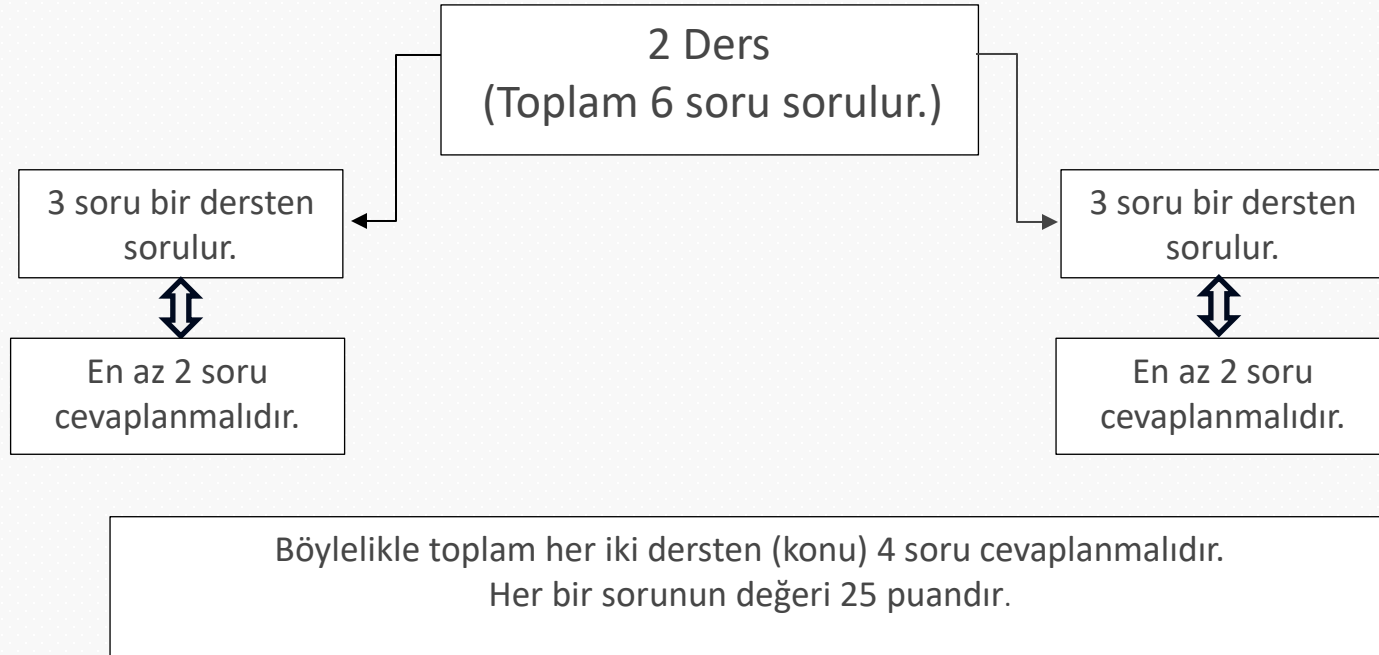 2 Ders
(Toplam 6 soru sorulur.)
3 soru bir dersten
sorulur.
3 soru bir dersten
sorulur.
En az 2 soru
cevaplanmalıdır.
En az 2 soru
cevaplanmalıdır.
Böylelikle toplam her iki dersten (konu) 4 soru cevaplanmalıdır.
Her bir sorunun değeri 25 puandır.